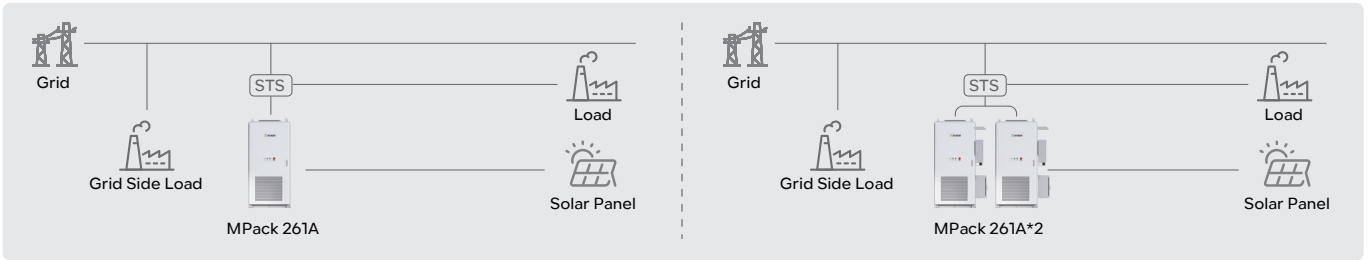 Grid
STS
Load
Grid Side Load
Solar Panel
MPack 261A
Grid
STS
Load
Grid Side Load
Solar Panel
MPack 261A*2